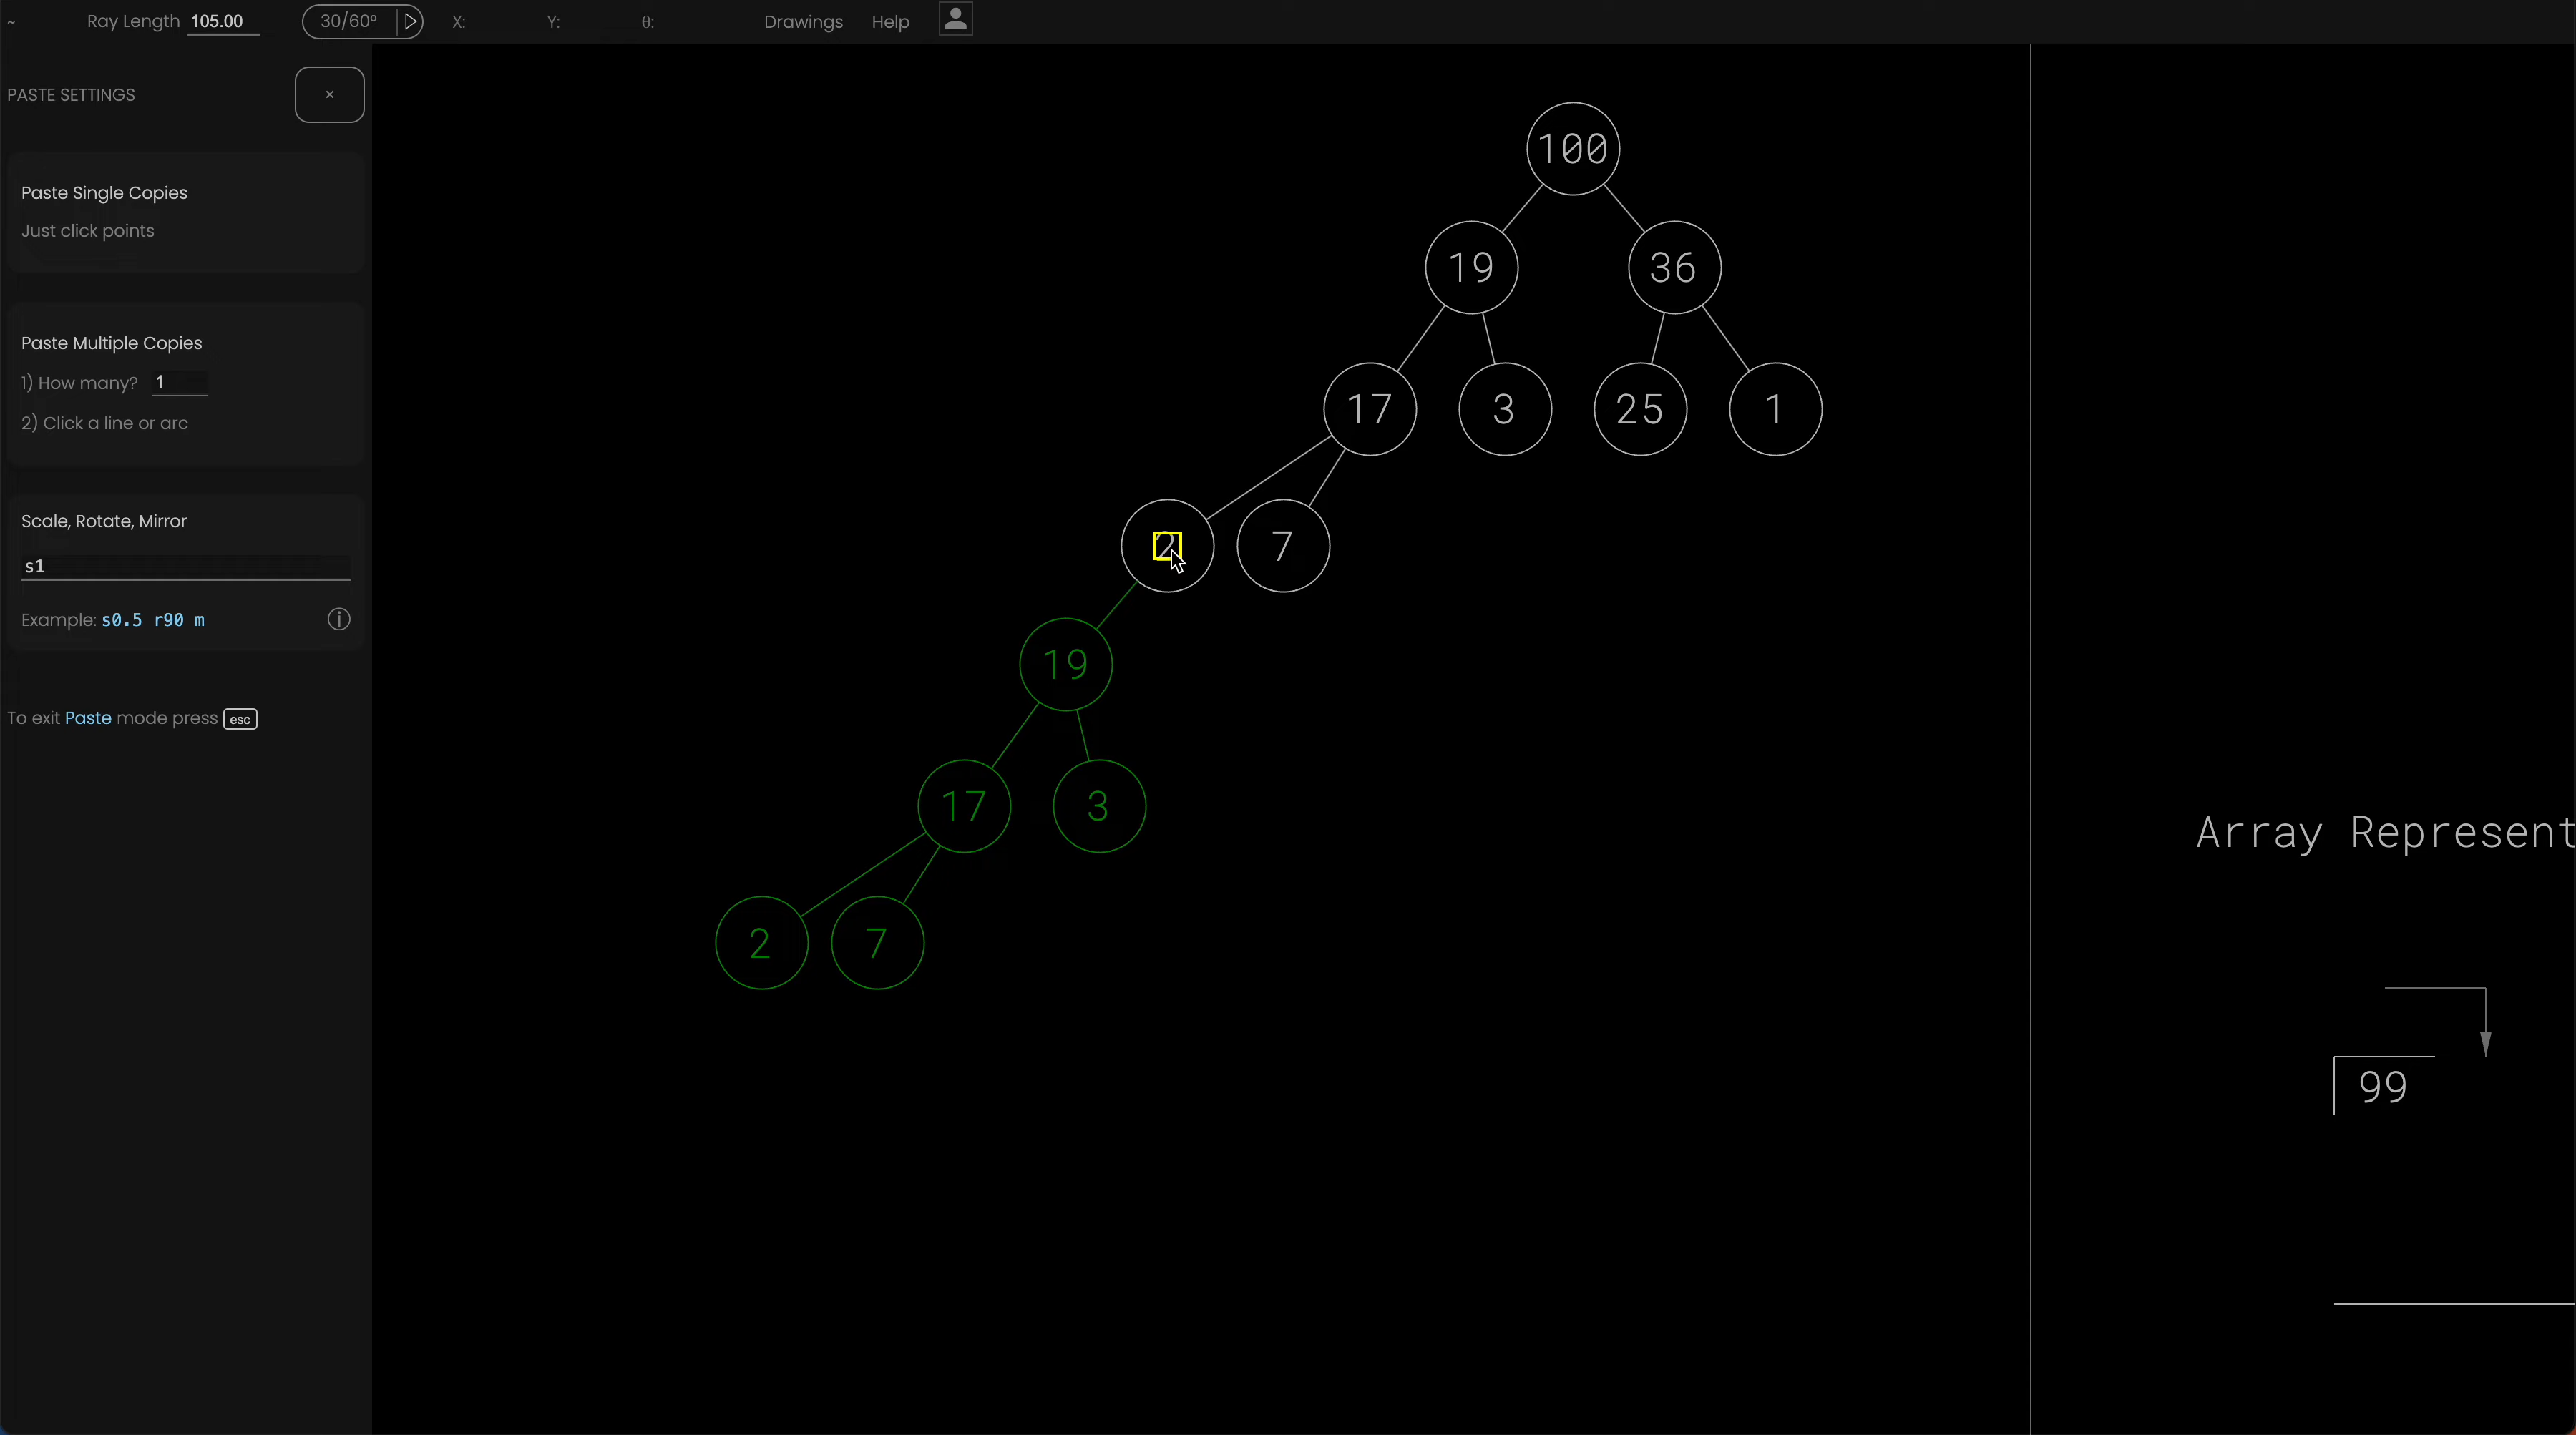 ~ Ray Length 105.00 30/60º X: Y: θ: Drawings Help
PASTE SETTINGS ×
Paste Single Copies
Just click points
Paste Multiple Copies
1) How many? 1
2) Click a line or arc
Scale, Rotate, Mirror
s1
Example: s0.5 r90 m
To exit Paste mode press esc
100
19 36
17 3 25 1
2 7
19
17 3
2 7
Array Represent
99